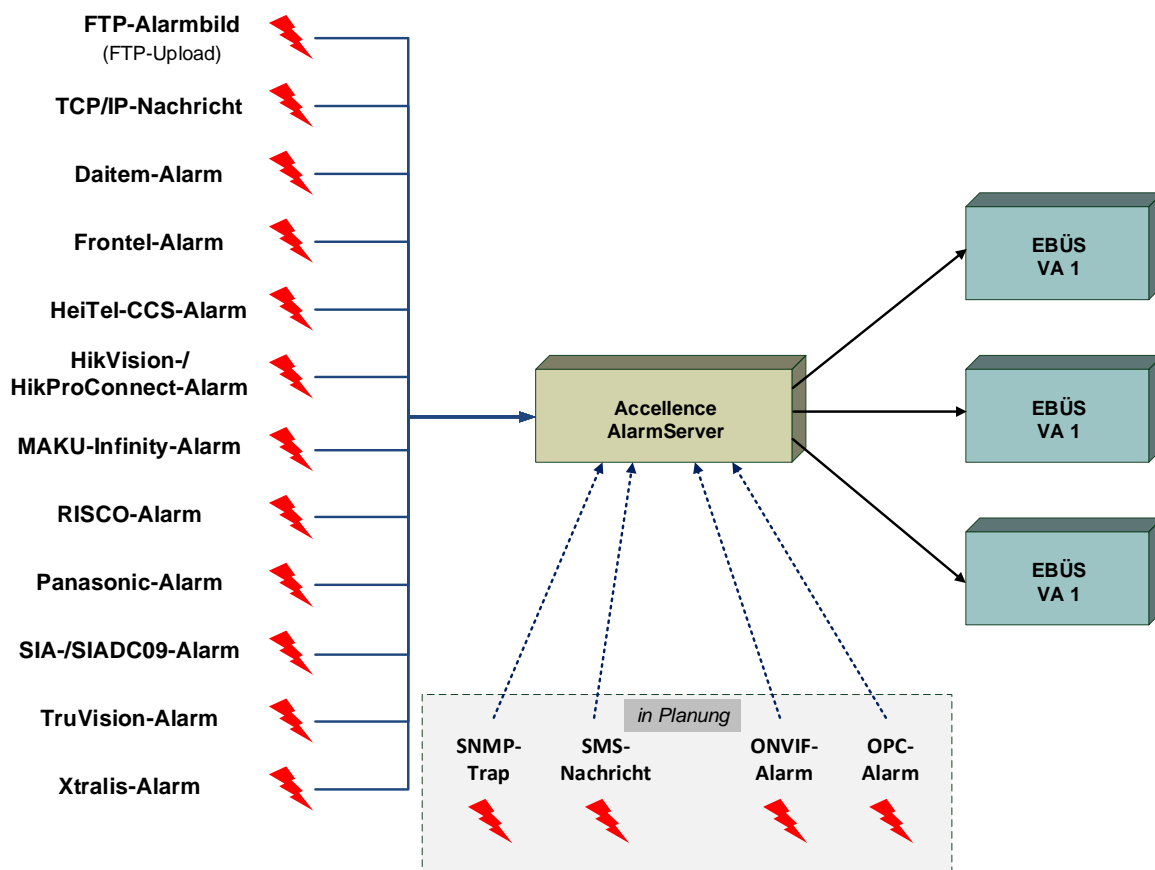 FTP-Alarmbild
(FTP-Upload)
TCP/IP-Nachricht
Daitem-Alarm
Frontel-Alarm
HeiTel-CCS-Alarm
HikVision-/
HikProConnect-Alarm
MAKU-Infinity-Alarm
RISCO-Alarm
Panasonic-Alarm
SIA-/SIADC09-Alarm
TruVision-Alarm
Xtralis-Alarm
Accellence
AlarmServer
EBÜS
VA 1
EBÜS
VA 1
EBÜS
VA 1
in Planung
SNMP-
Trap
SMS-
Nachricht
ONVIF-
Alarm
OPC-
Alarm